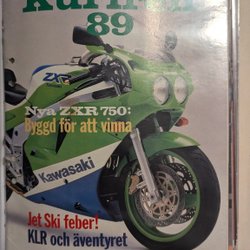 89
ZXR
Nya ZXR 750:
Byggd för att vinna
Kawasaki
Jet Ski feber!
KLR och äventyret